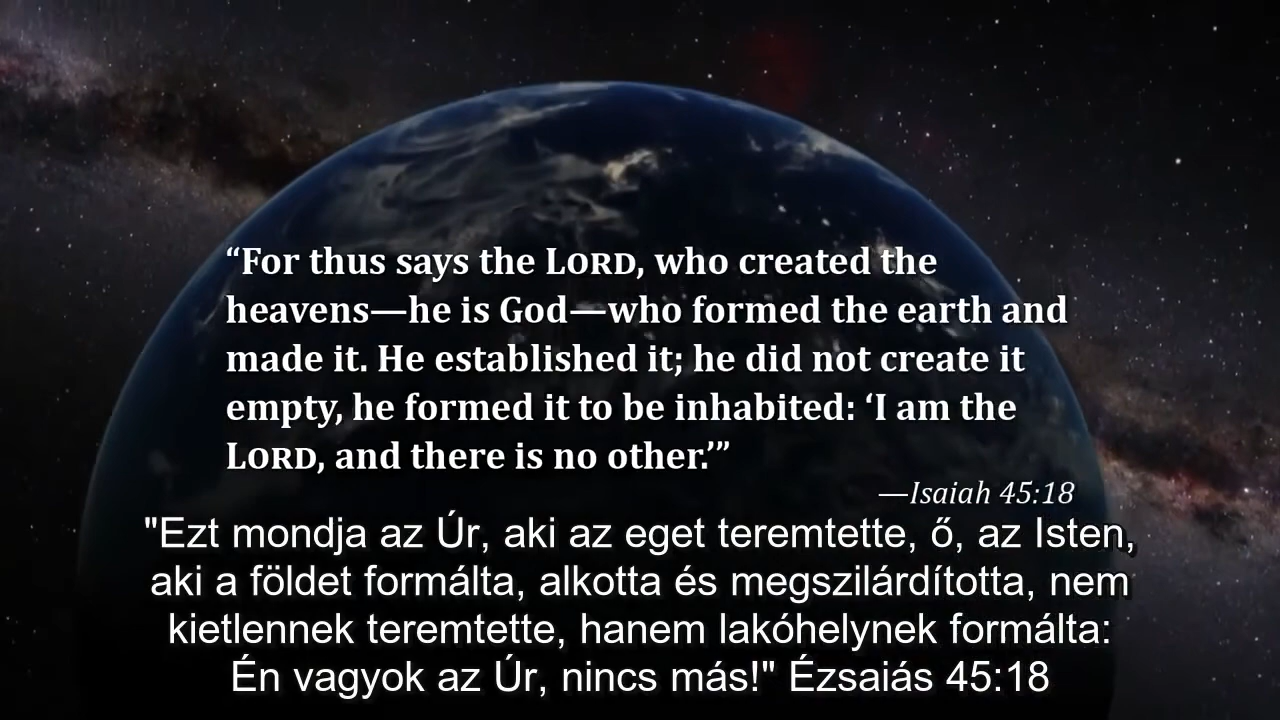 “For thus says the LORD, who created the
heavens—he is God—who formed the earth and
made it. He established it; he did not create it
empty, he formed it to be inhabited: ‘I am the
LORD, and there is no other.’”
—Isaiah 45:18
"Ezt mondja az Úr, aki az eget teremtette, ő, az Isten,
aki a földet formálta, alkotta és megszilárdította, nem
kietlennek teremtette, hanem lakóhelynek formálta:
Én vagyok az Úr, nincs más!" Ézsaiás 45:18